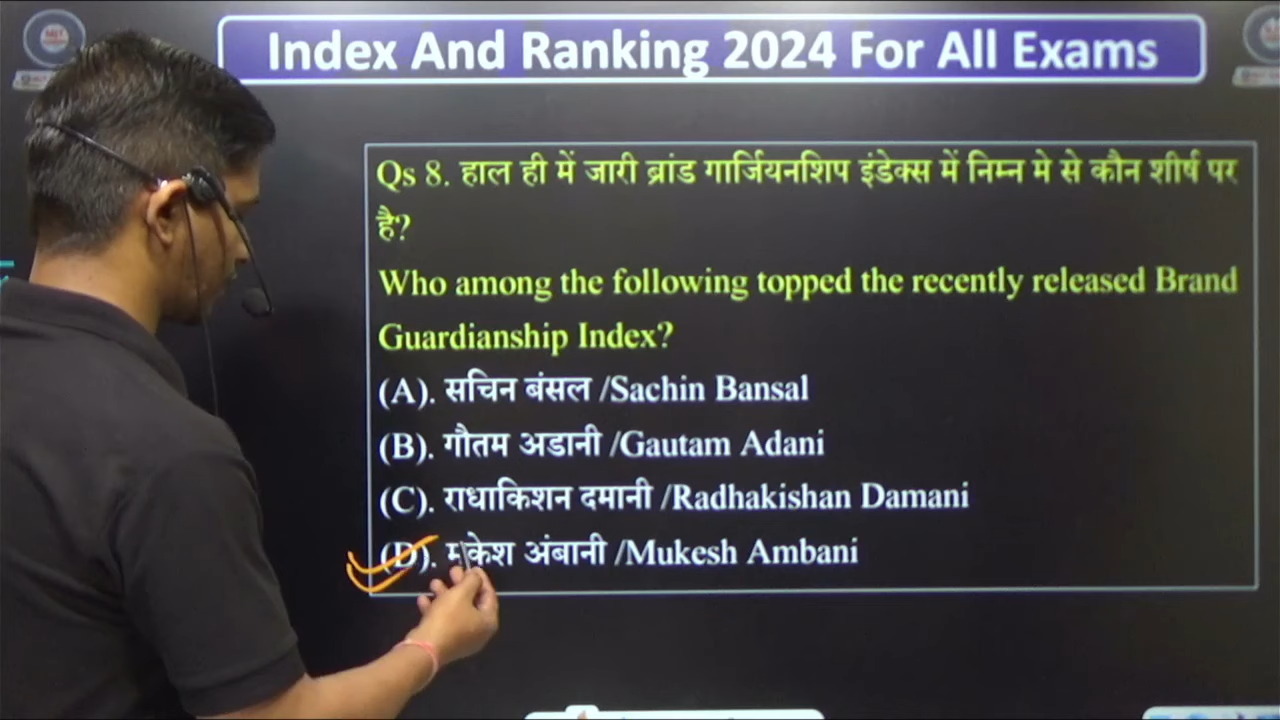 Index And Ranking 2024 For All Exams
Qs 8. हाल ही में जारी ब्रांड गार्जियनशिप इंडेक्स में निम्न मे से कौन शीर्ष पर
है?
Who among the following topped the recently released Brand
Guardianship Index?
(A). सचिन बंसल /Sachin Bansal
(B). गौतम अडानी /Gautam Adani
(C). राधाकिशन दमानी /Radhakishan Damani
(D). मुकेश अंबानी /Mukesh Ambani